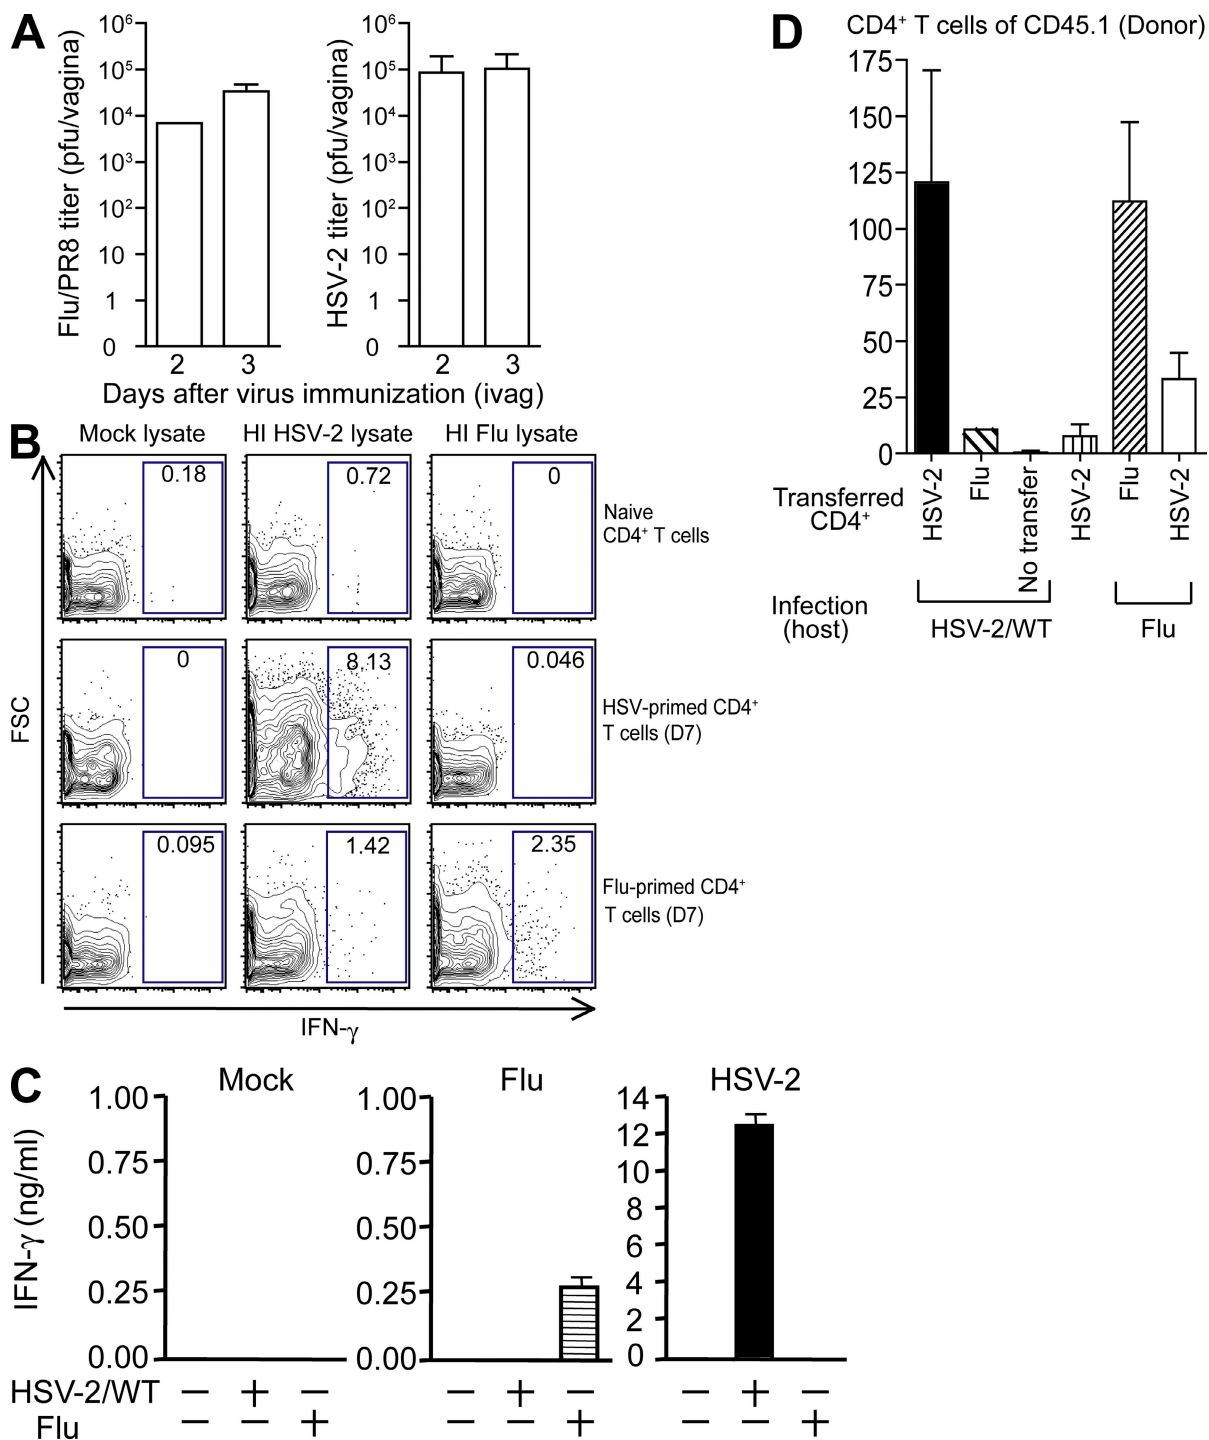 A
Flu/PR8 titer (pfu/vagina)
10⁶
10⁵
10⁴
10³
10²
10
1
0
2 3
HSV-2 titer (pfu/vagina)
10⁶
10⁵
10⁴
10³
10²
10
1
0
2 3
Days after virus immunization (ivag)
B
Mock lysate HI HSV-2 lysate HI Flu lysate
0.18 0.72 0
Naive
CD4⁺ T cells
0 8.13 0.046
HSV-primed CD4⁺
T cells (D7)
0.095 1.42 2.35
Flu-primed CD4⁺
T cells (D7)
FSC
IFN-γ
C
IFN-γ (ng/ml)
Mock
1.00
0.75
0.50
0.25
0.00
Flu
1.00
0.75
0.50
0.25
0.00
HSV-2
14
12
10
8
6
4
2
0
HSV-2/WT − + − − + − − + −
Flu − − + − − + − − +
D
CD4⁺ T cells of CD45.1 (Donor)
175
150
125
100
75
50
25
0
Transferred
CD4⁺
HSV-2
Flu
No transfer
HSV-2
Flu
HSV-2
Infection
(host)
HSV-2/WT Flu